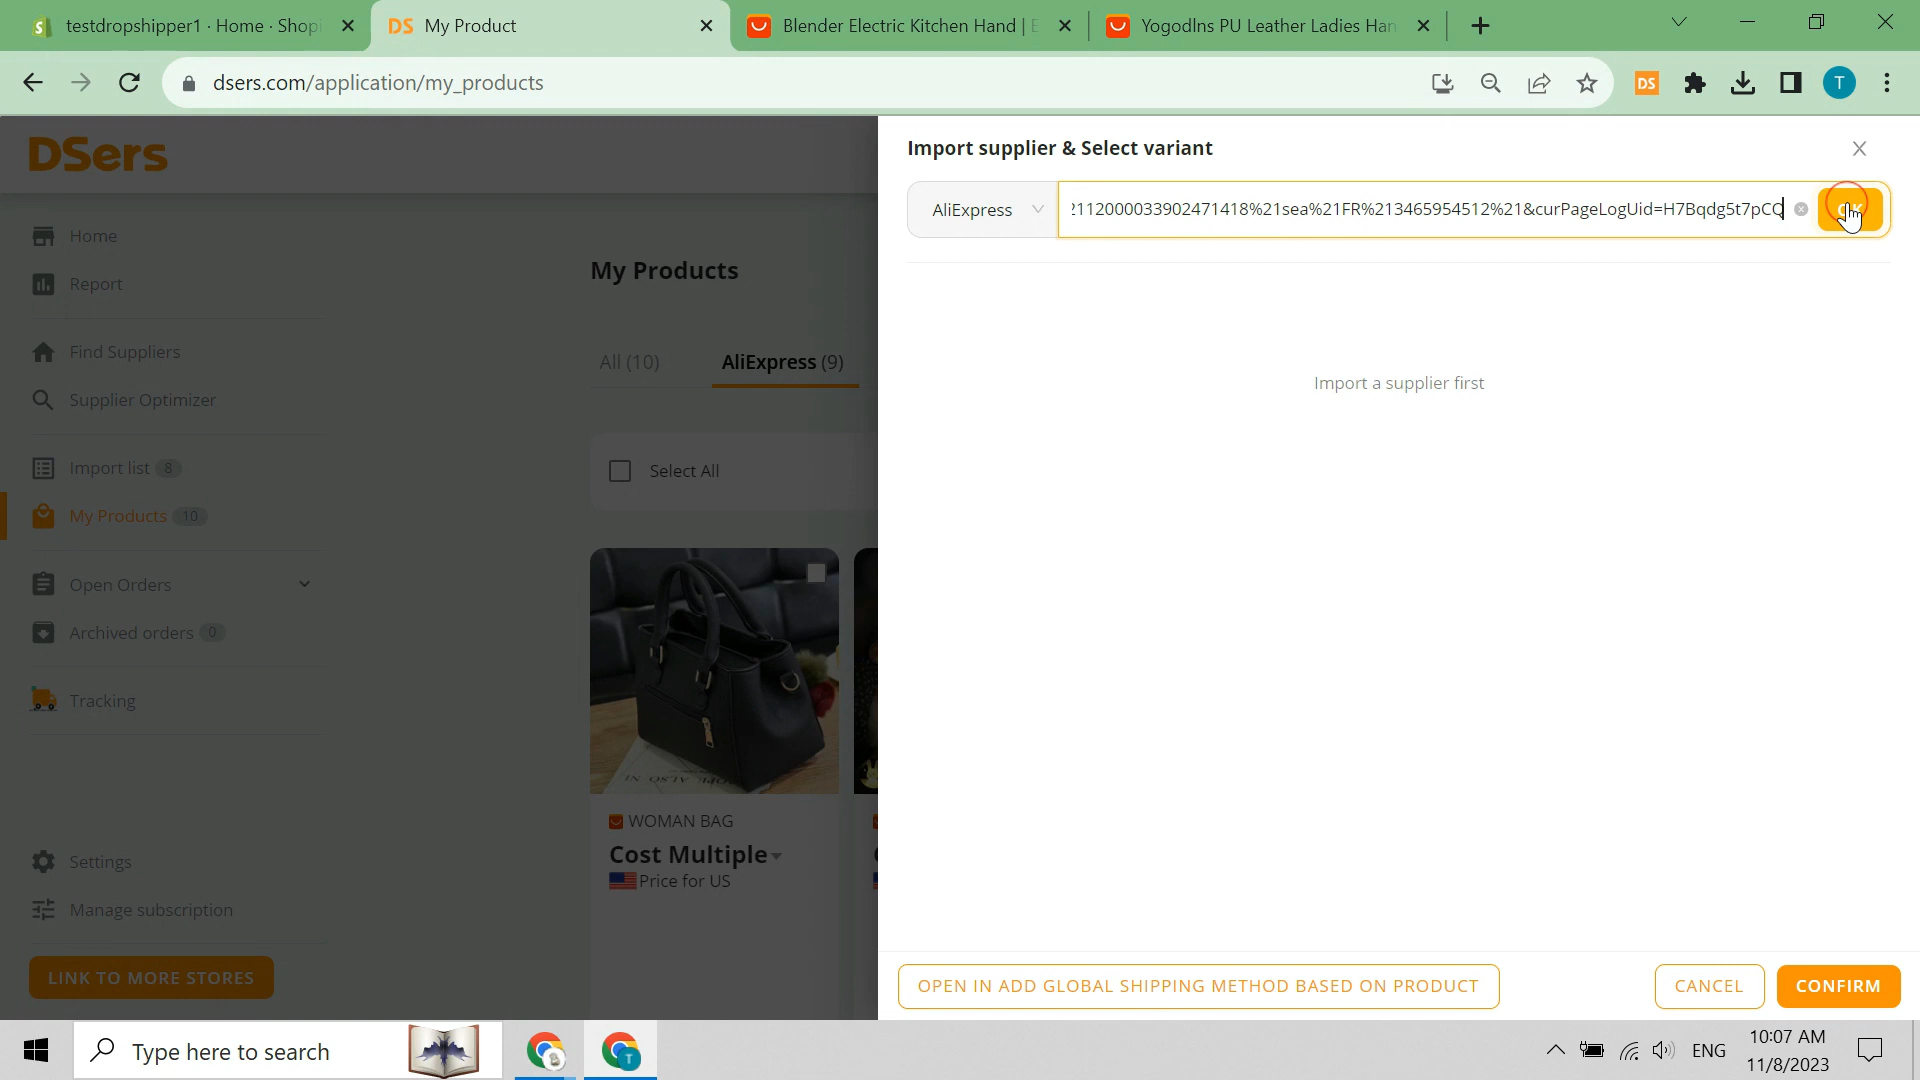 testdropshipper1 · Home · Shopi
DS My Product
Blender Electric Kitchen Hand | E
Yogodlns PU Leather Ladies Han
dsers.com/application/my_products
DS
T
DSers
Home
Report
Find Suppliers
Supplier Optimizer
Import list 8
My Products 10
Open Orders
Archived orders 0
Tracking
Settings
Manage subscription
LINK TO MORE STORES
My Products
All (10)
AliExpress (9)
Select All
WOMAN BAG
Cost Multiple
Price for US
Import supplier & Select variant
AliExpress
2112000033902471418%21sea%21FR%213465954512%21&curPageLogUid=H7Bqdg5t7pCQ
OK
Import a supplier first
OPEN IN ADD GLOBAL SHIPPING METHOD BASED ON PRODUCT
CANCEL
CONFIRM
Type here to search
T
ENG
10:07 AM
11/8/2023